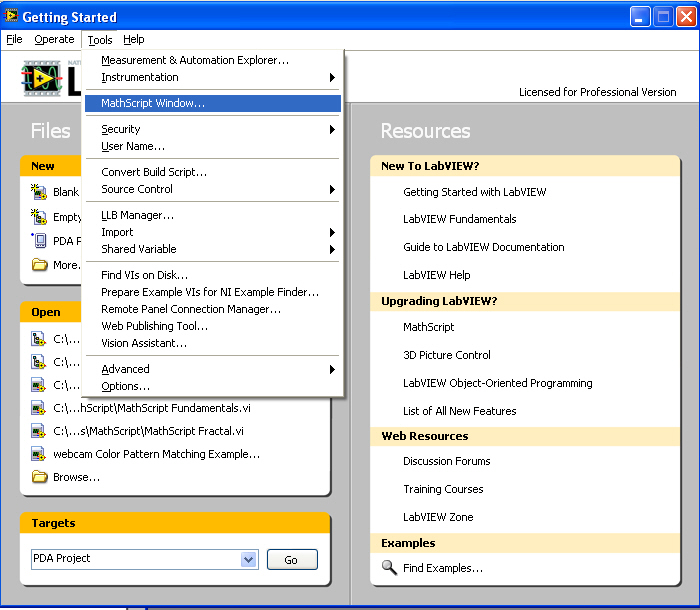 Getting Started
File Operate Tools Help
Measurement & Automation Explorer...
Instrumentation
MathScript Window...
Security
User Name...
Convert Build Script...
Source Control
LLB Manager...
Import
Shared Variable
Find VIs on Disk...
Prepare Example VIs for NI Example Finder...
Remote Panel Connection Manager...
Web Publishing Tool...
Vision Assistant...
Advanced
Options...
NAT
L
Licensed for Professional Version
Files
New
Blank
Empty
PDA P
More.
Open
C:\...
C:\...
C:\...
C:\...hScript\MathScript Fundamentals.vi
C:\...s\MathScript\MathScript Fractal.vi
webcam Color Pattern Matching Example...
Browse...
Targets
PDA Project
Go
Resources
New To LabVIEW?
Getting Started with LabVIEW
LabVIEW Fundamentals
Guide to LabVIEW Documentation
LabVIEW Help
Upgrading LabVIEW?
MathScript
3D Picture Control
LabVIEW Object-Oriented Programming
List of All New Features
Web Resources
Discussion Forums
Training Courses
LabVIEW Zone
Examples
Find Examples...